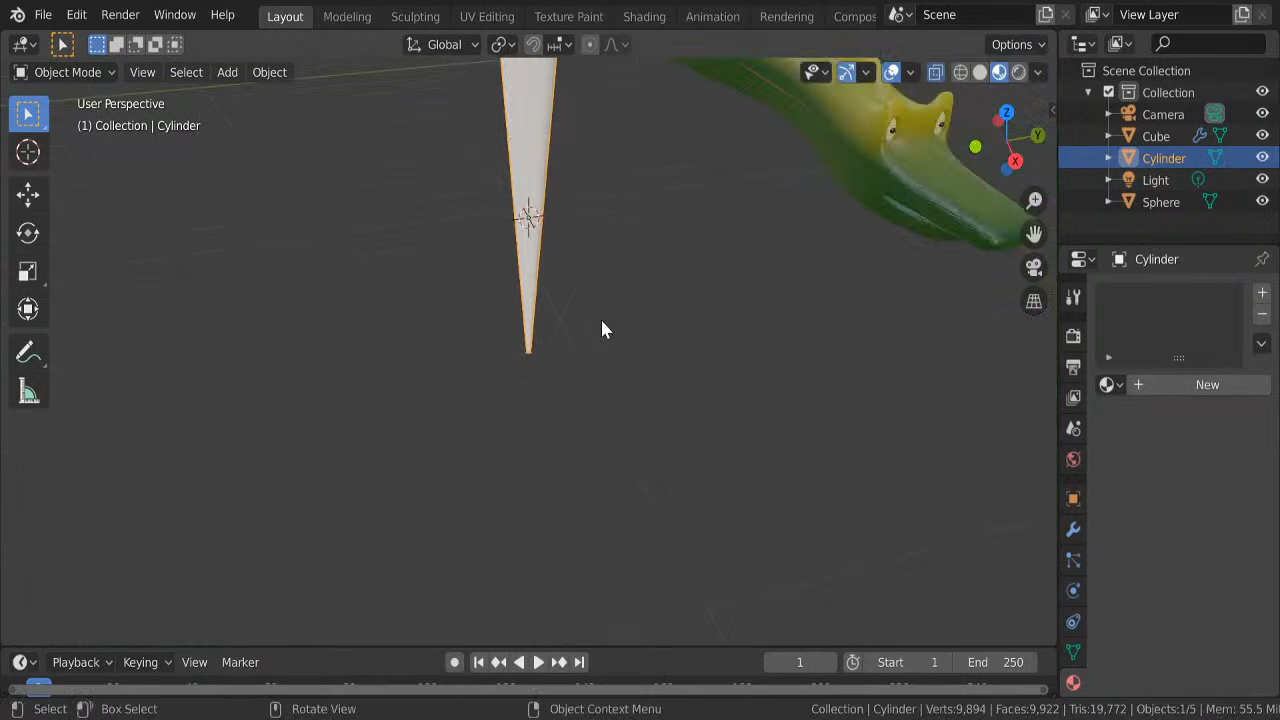 File Edit Render Window Help Layout Modeling Sculpting UV Editing Texture Paint Shading Animation Rendering Compos Scene View Layer
Global Options
Object Mode View Select Add Object
User Perspective
(1) Collection | Cylinder
Z
Y
X
Scene Collection
Collection
Camera
Cube
Cylinder
Light
Sphere
Cylinder
New
Playback Keying View Marker 1 Start 1 End 250
Select Box Select Rotate View Object Context Menu Collection | Cylinder | Verts:9,894 | Faces:9,922 | Tris:19,772 | Objects:1/5 | Mem: 55.5 Mi